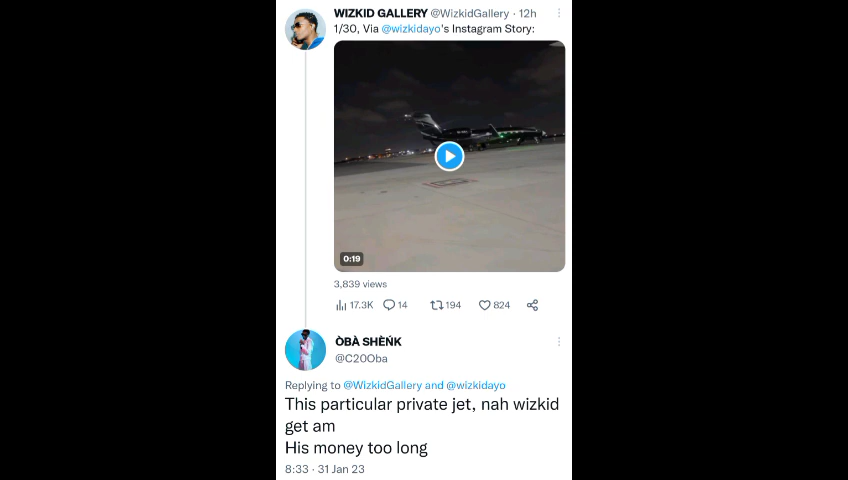 WIZKID GALLERY @WizkidGallery · 12h
1/30, Via @wizkidayo's Instagram Story:
0:19
3,839 views
17.3K 14 194 824
ÒBÀ SHÈŃK
@C20Oba
Replying to @WizkidGallery and @wizkidayo
This particular private jet, nah wizkid
get am
His money too long
8:33 · 31 Jan 23